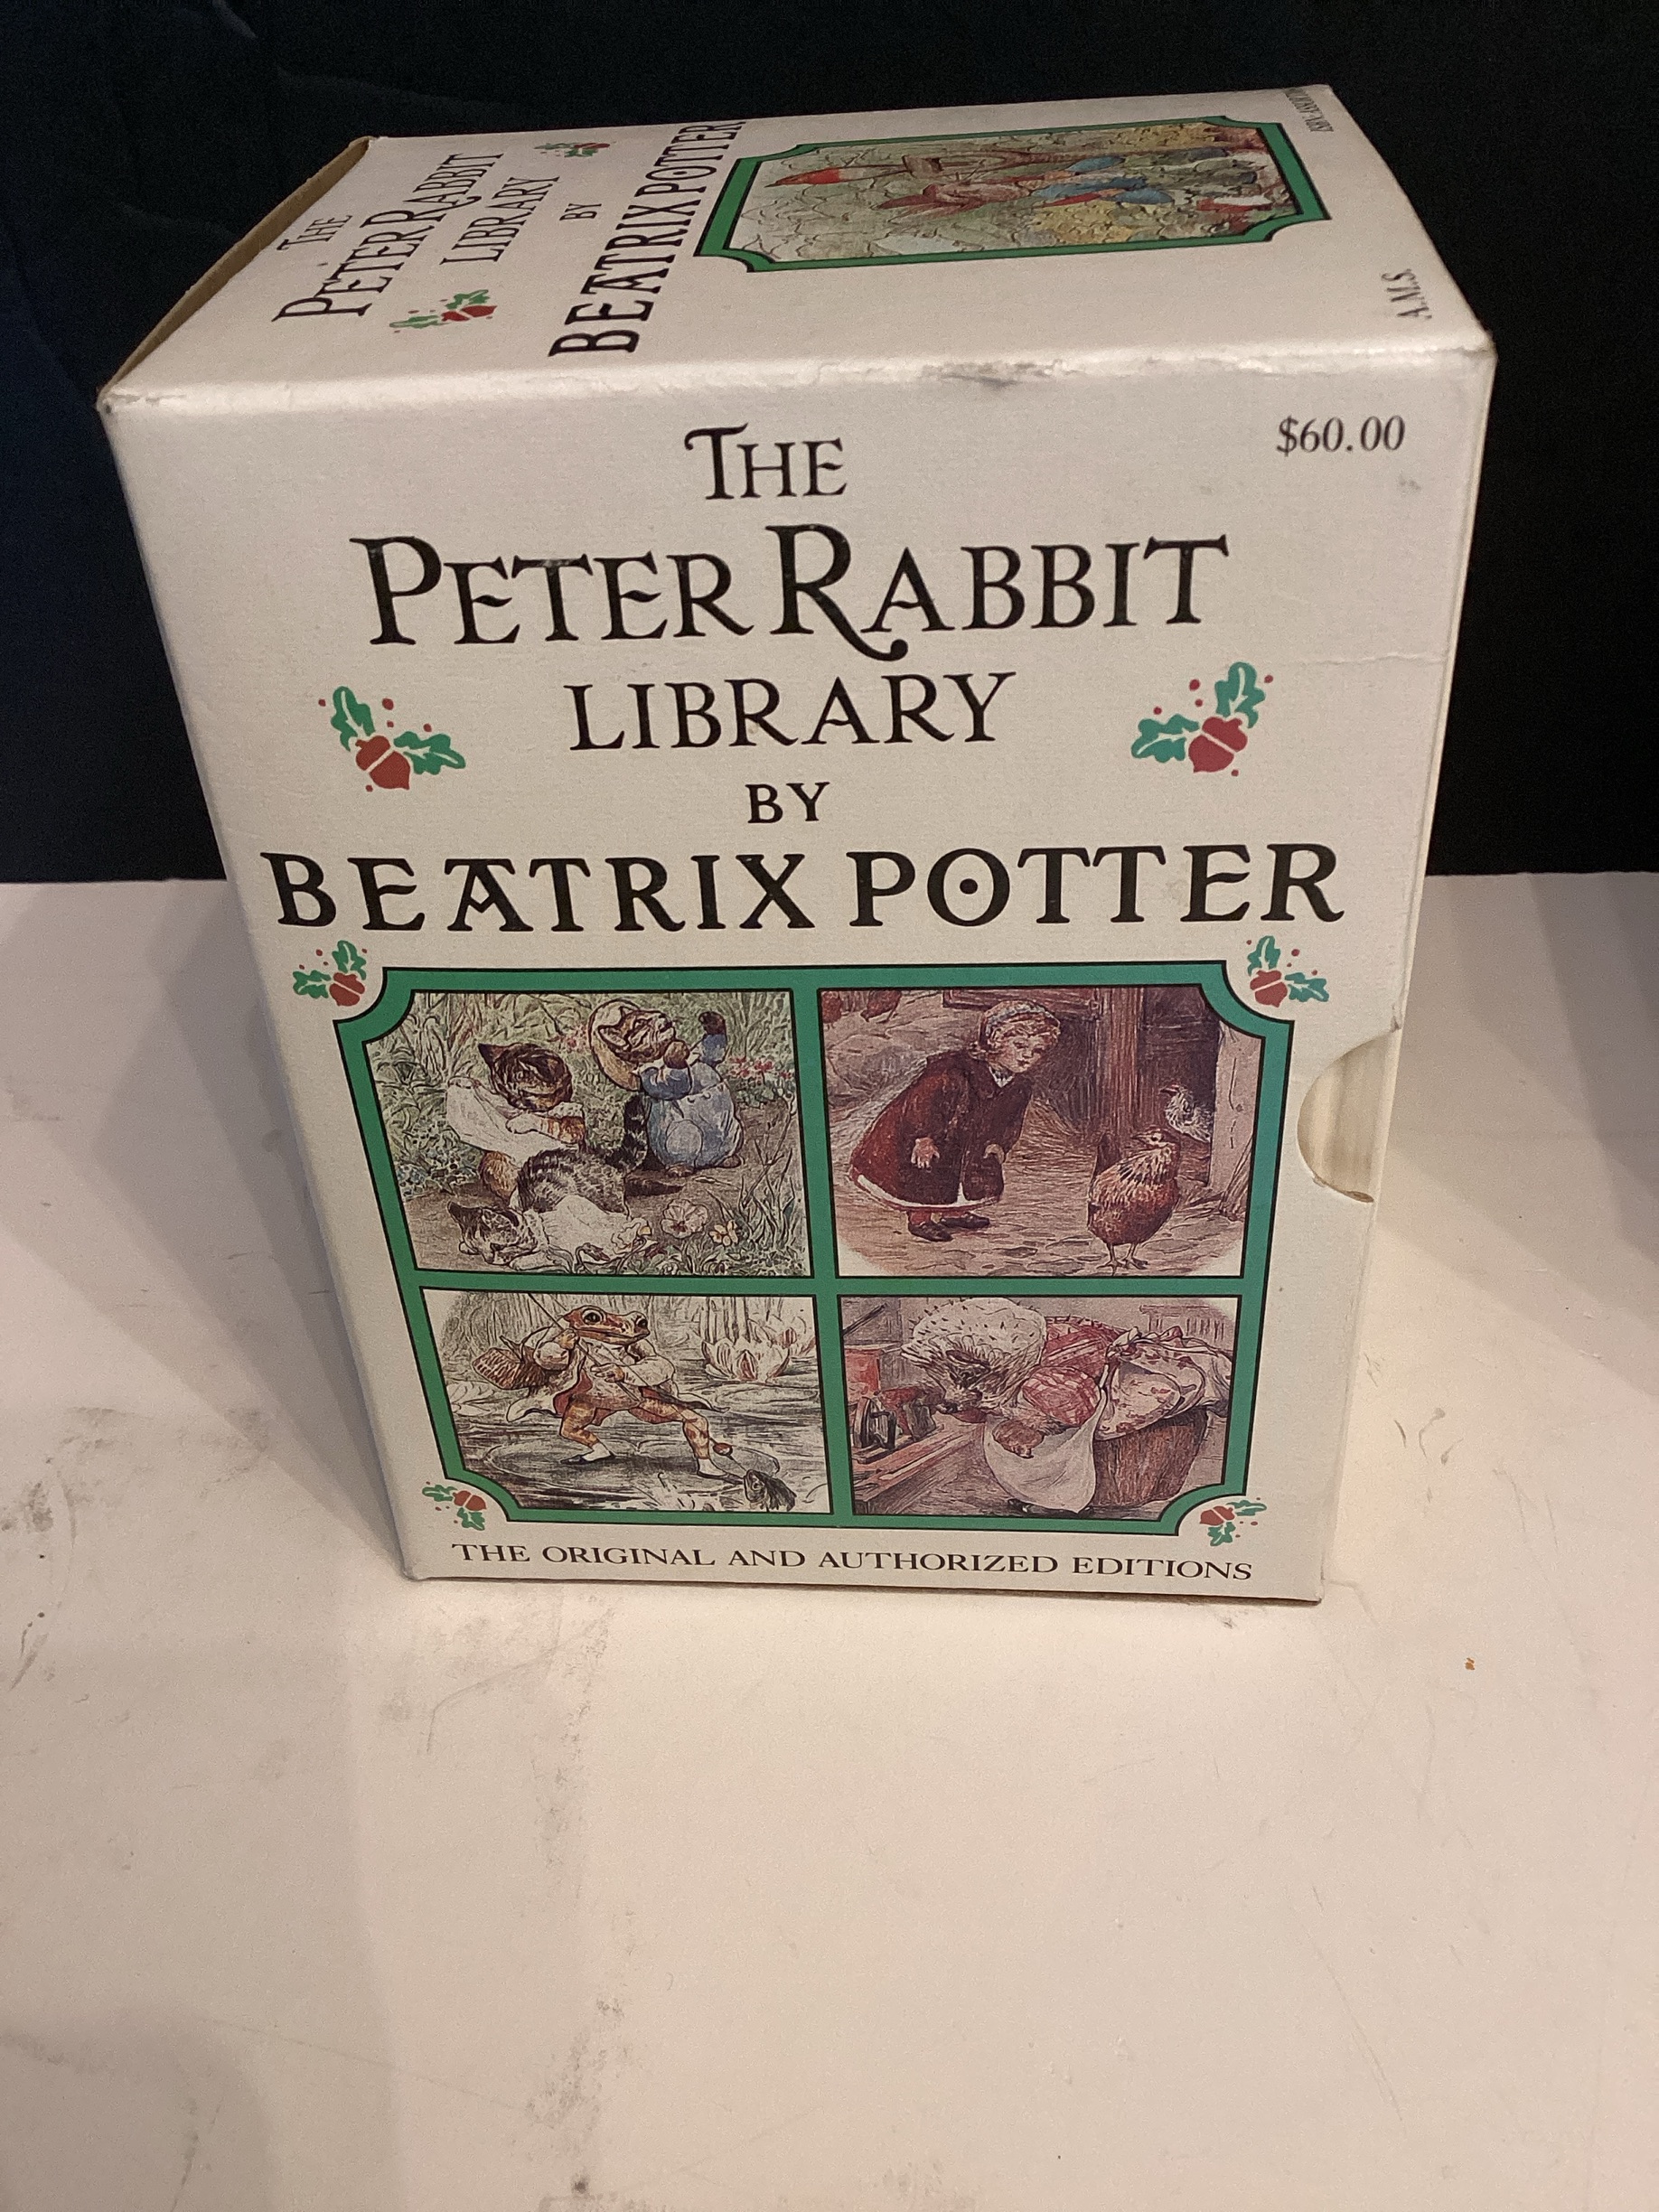 THE
PETER RABBIT
LIBRARY
BY
BEATRIX POTTER
A.M.S.
$60.00
THE
PETER RABBIT
LIBRARY
BY
BEATRIX POTTER
THE ORIGINAL AND AUTHORIZED EDITIONS